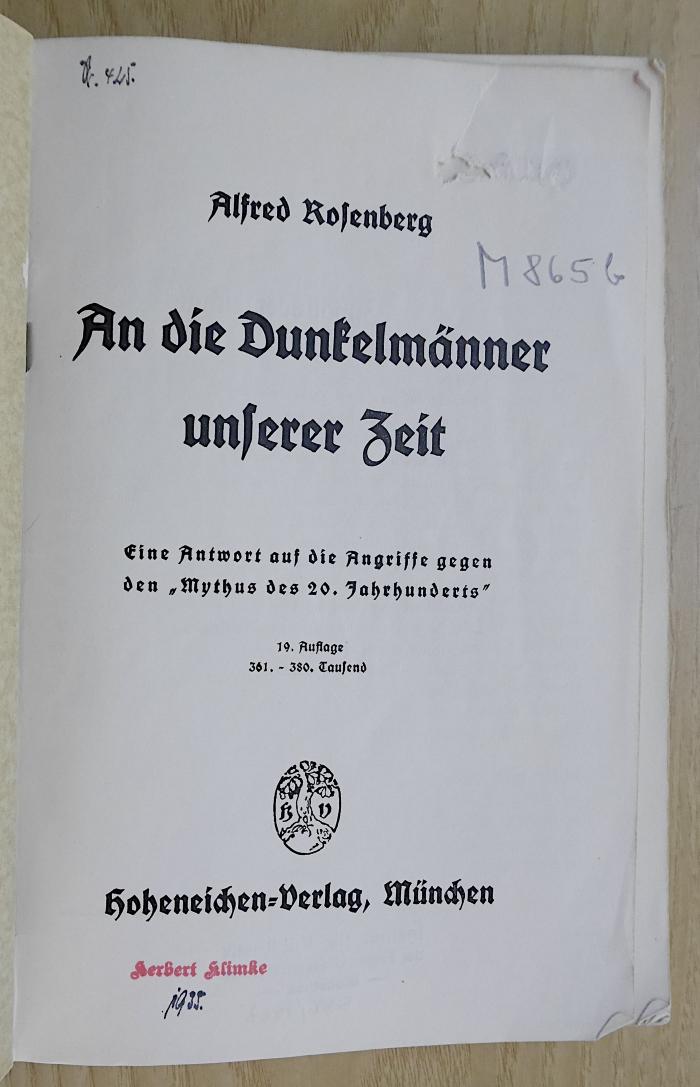 Alfred Rosenberg
M 865 b
An die Dunkelmänner
unserer Zeit
Eine Antwort auf die Angriffe gegen
den „Mythus des 20. Jahrhunderts"
19. Auflage
361. - 380. Tausend
H V
Hoheneichen-Verlag, München
Herbert Klimke
1935.